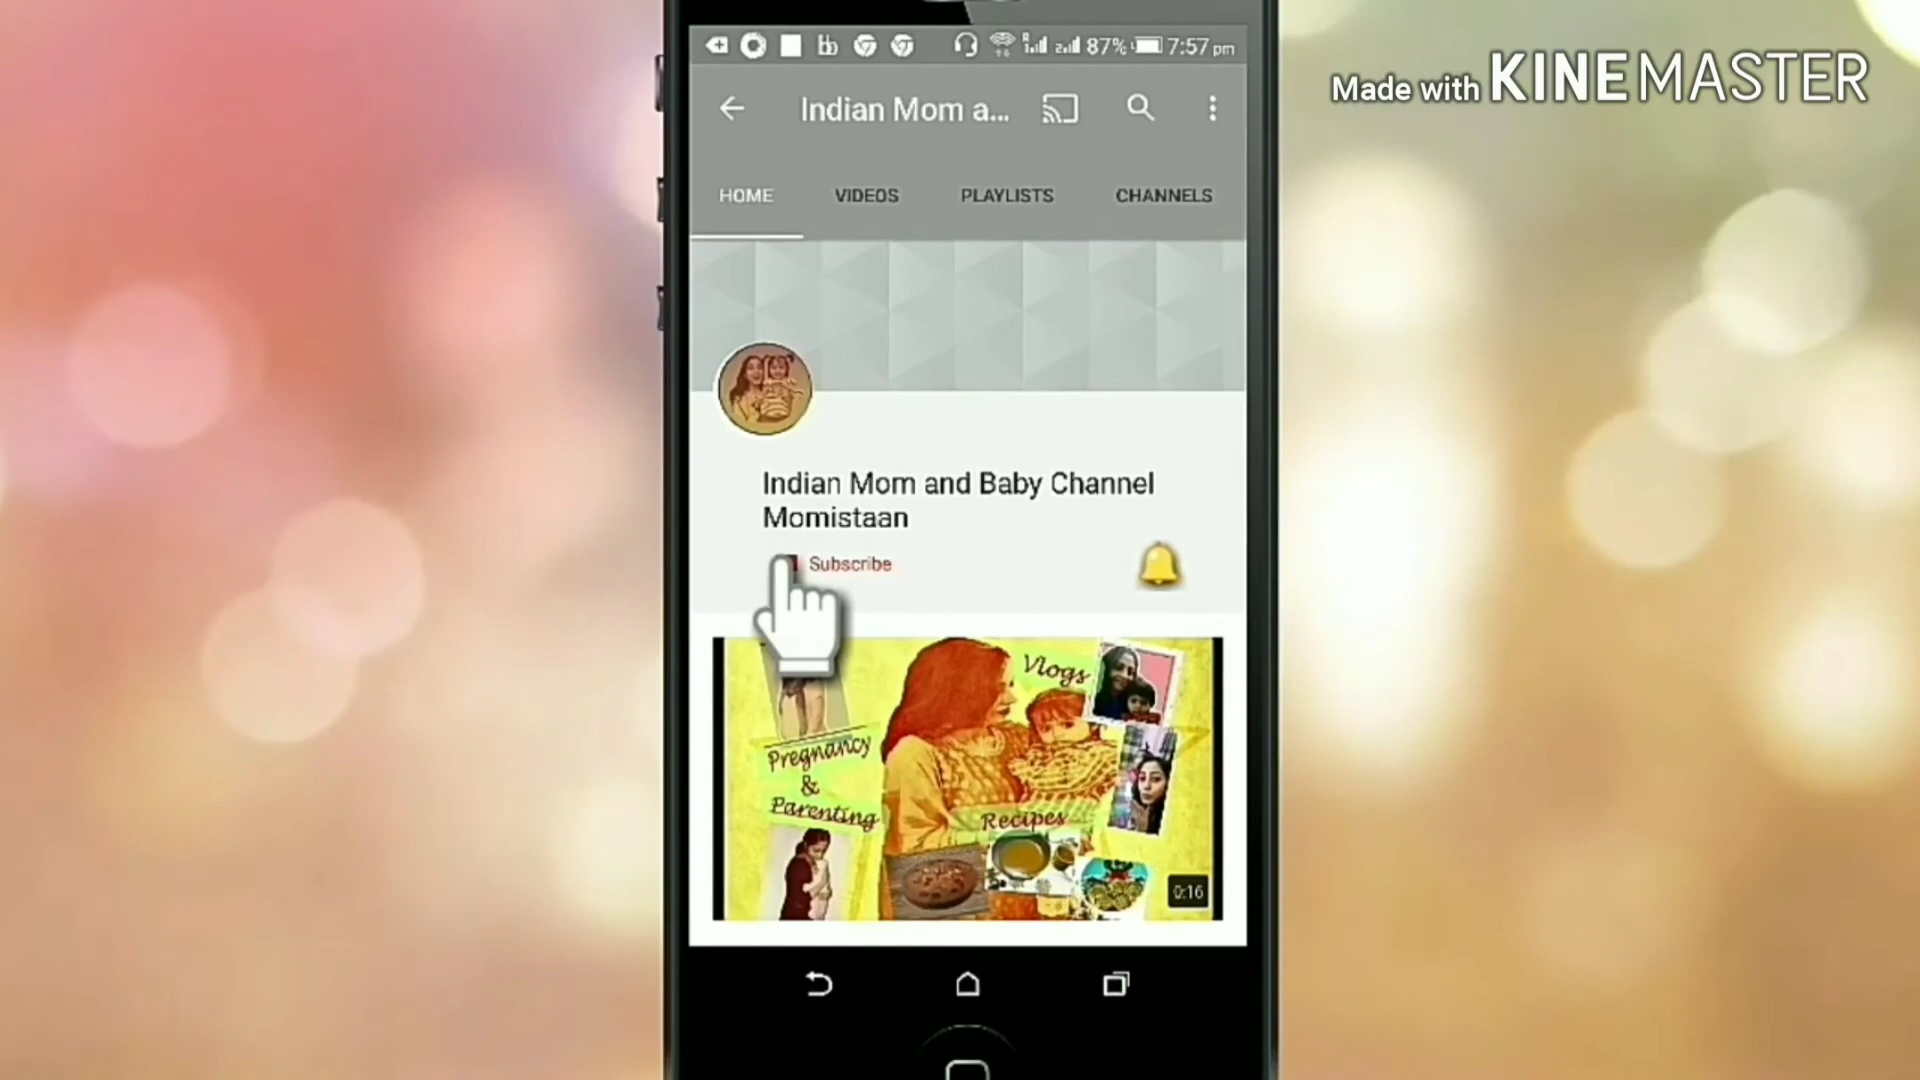 Made with KINEMASTER
87% 7:57 pm
Indian Mom a...
HOME VIDEOS PLAYLISTS CHANNELS
Indian Mom and Baby Channel
Momistaan
Subscribe
Vlogs
Pregnancy
&
Parenting
Recipes
0:16